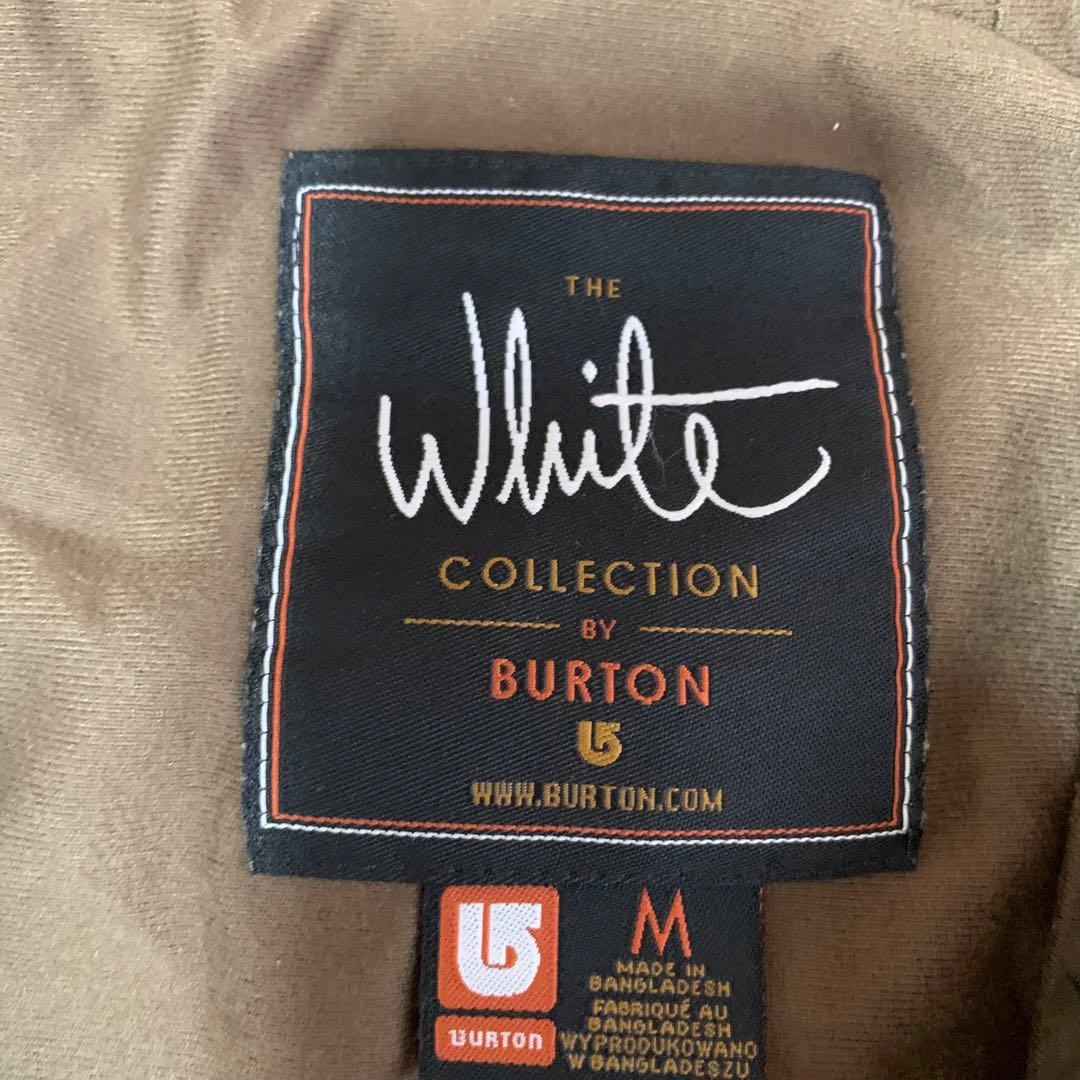 THE
White
COLLECTION
BY
BURTON
WWW.BURTON.COM
M
MADE IN
BANGLADESH
FABRIQUÉ AU
BANGLADESH
BURTON
WYPRODUKOWANO
W BANGLADESZU